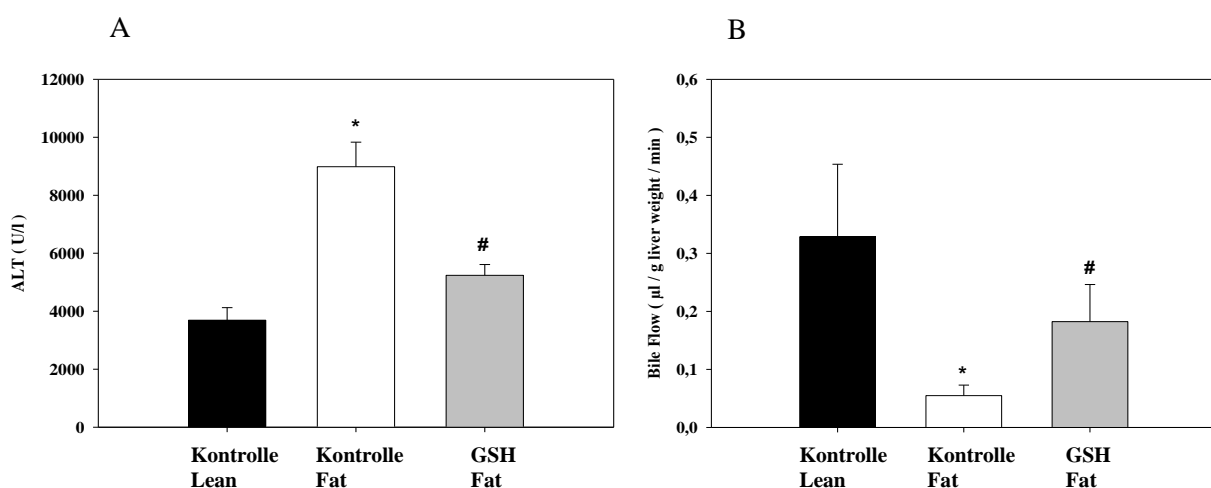 A
ALT ( U/l )
12000
10000
8000
6000
4000
2000
0
*
#
Kontrolle Lean
Kontrolle Fat
GSH Fat
B
Bile Flow ( µl / g liver weight / min )
0,6
0,5
0,4
0,3
0,2
0,1
0,0
*
#
Kontrolle Lean
Kontrolle Fat
GSH Fat